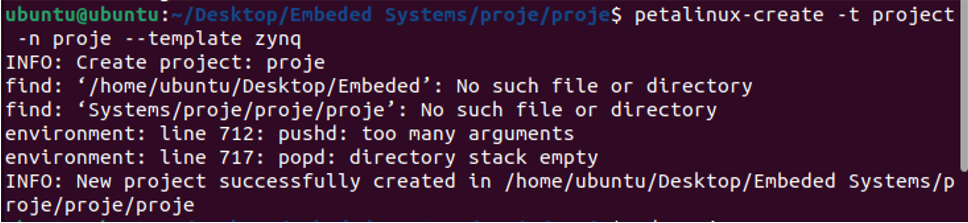 ubuntu@ubuntu:~/Desktop/Embeded Systems/proje/proje$ petalinux-create -t project
 -n proje --template zynq
INFO: Create project: proje
find: ‘/home/ubuntu/Desktop/Embeded’: No such file or directory
find: ‘Systems/proje/proje/proje’: No such file or directory
environment: line 712: pushd: too many arguments
environment: line 717: popd: directory stack empty
INFO: New project successfully created in /home/ubuntu/Desktop/Embeded Systems/p
roje/proje/proje